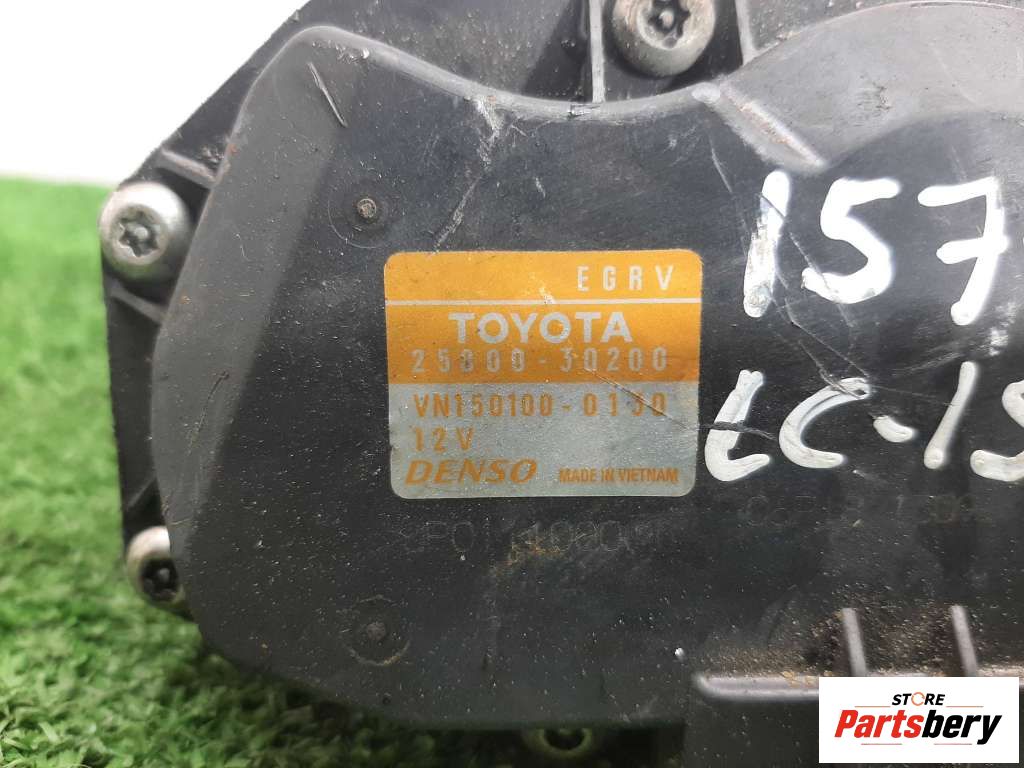 EGRV
TOYOTA
25800-30200
VN150100-0130
12V
DENSO MADE IN VIETNAM
157
LC-15
STORE
Partsbery